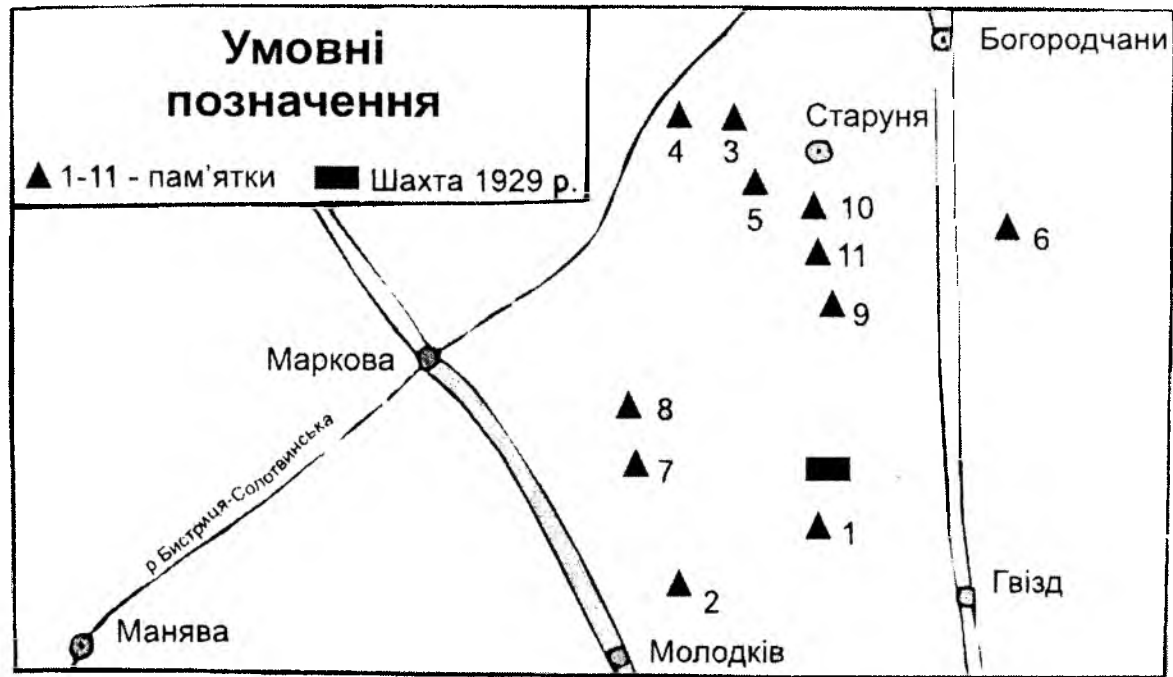 Умовні
позначення
▲ 1-11 - пам'ятки ■ Шахта 1929 р.
Богородчани
Старуня
4
3
5
10
6
11
9
Маркова
8
7
р Бистриця-Солотвинська
1
2
Гвізд
Манява
Молодків